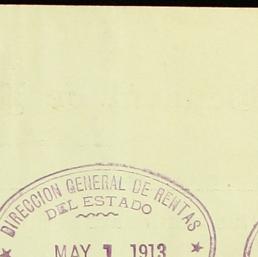 DIRECCION GENERAL DE RENTAS
DEL ESTADO
MAY 1 1913